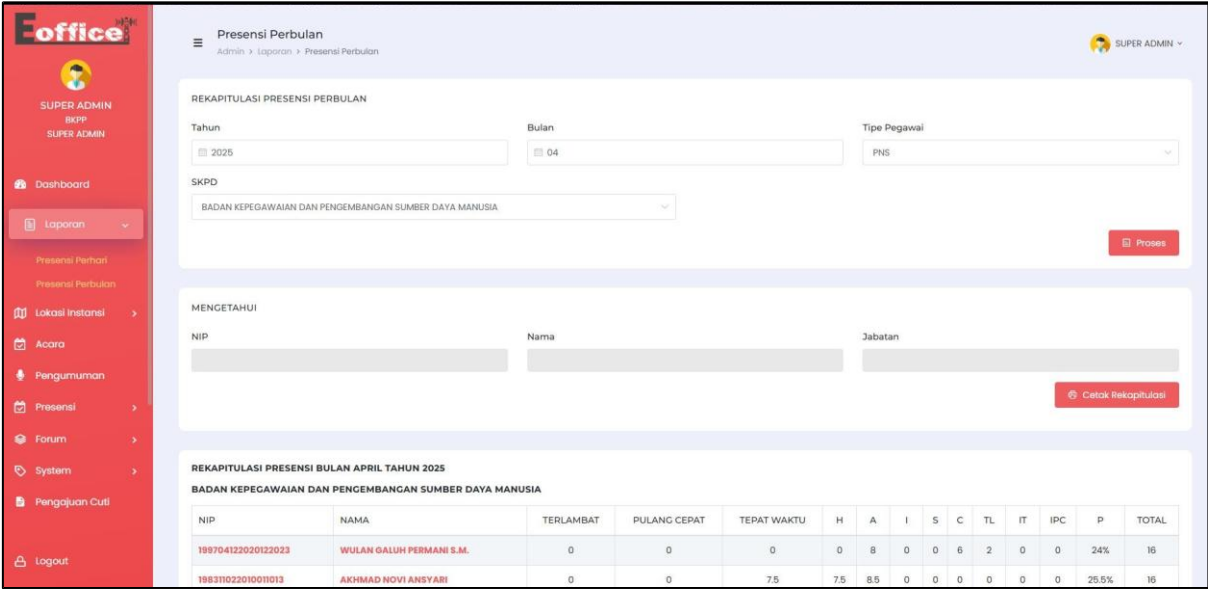 Eoffice
SUPER ADMIN
BKPP
SUPER ADMIN
Dashboard
Laporan
Presensi Perhari
Presensi Perbulan
Lokasi Instansi
Acara
Pengumuman
Presensi
Forum
System
Pengajuan Cuti
Logout
Presensi Perbulan
Admin > Laporan > Presensi Perbulan
SUPER ADMIN
REKAPITULASI PRESENSI PERBULAN
Tahun Bulan Tipe Pegawai
2025 04 PNS
SKPD
BADAN KEPEGAWAIAN DAN PENGEMBANGAN SUMBER DAYA MANUSIA
Proses
MENGETAHUI
NIP Nama Jabatan
Cetak Rekapitulasi
REKAPITULASI PRESENSI BULAN APRIL TAHUN 2025
BADAN KEPEGAWAIAN DAN PENGEMBANGAN SUMBER DAYA MANUSIA
NIP NAMA TERLAMBAT PULANG CEPAT TEPAT WAKTU H A I S C TL IT IPC P TOTAL
199704122020122023 WULAN GALUH PERMANI S.M. 0 0 0 0 8 0 0 6 2 0 0 24% 16
198311022010011013 AKHMAD NOVI ANSYARI 0 0 7.5 7.5 8.5 0 0 0 0 0 0 25.5% 16